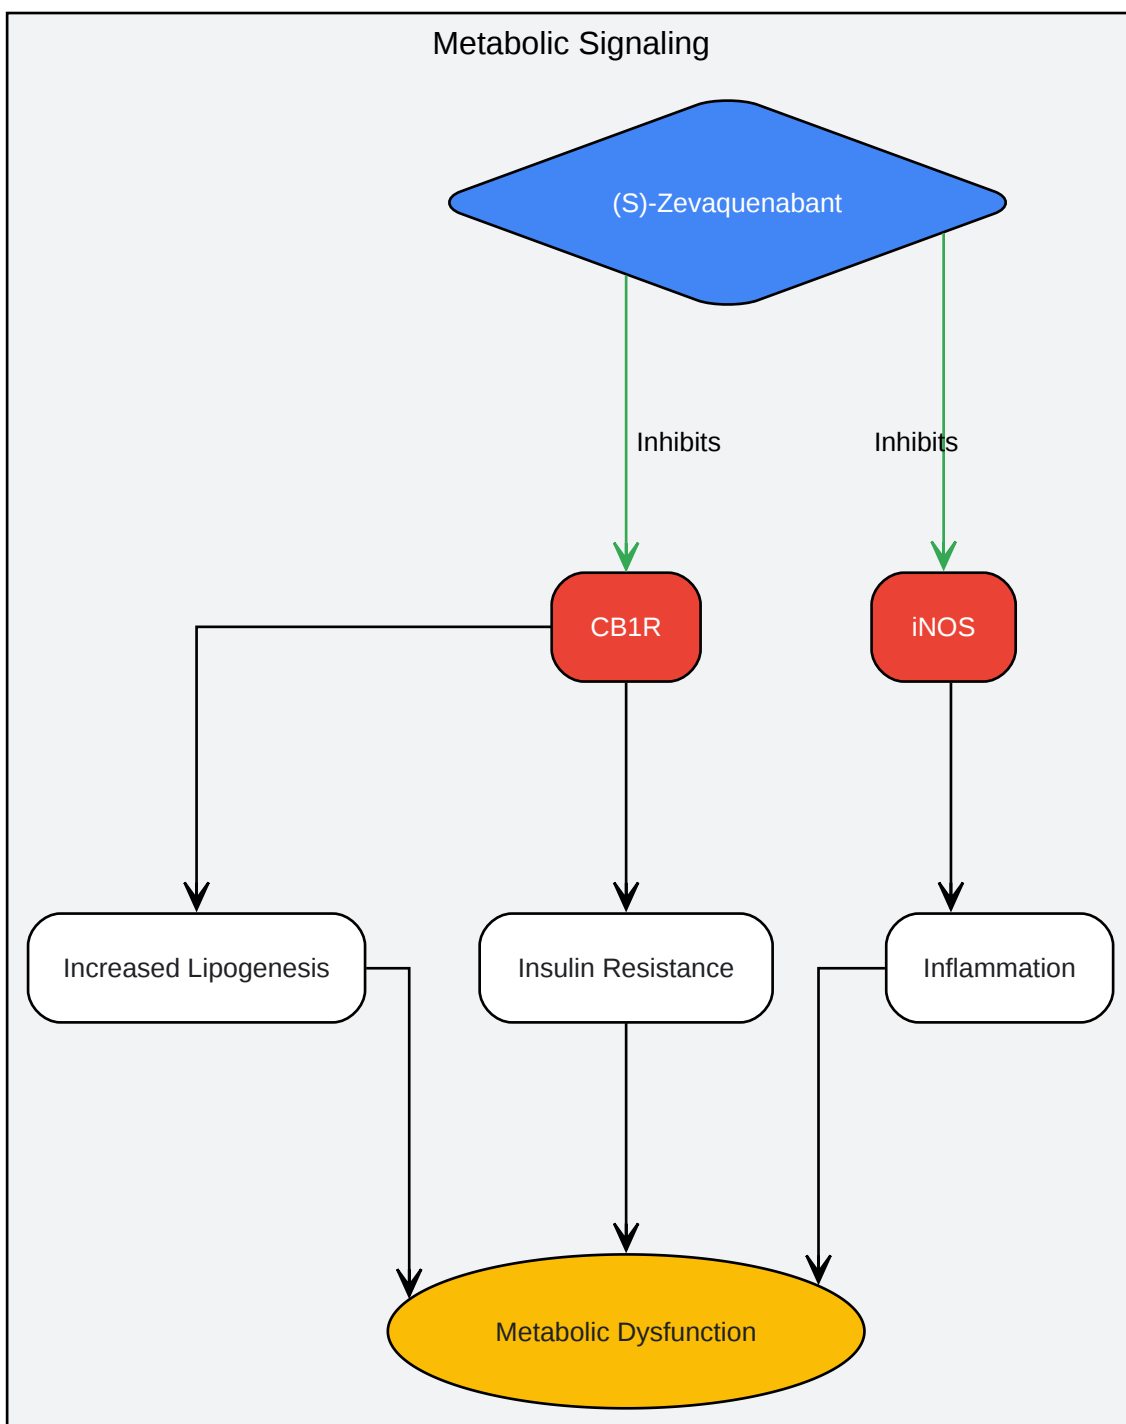 Metabolic Signaling
(S)-Zevaquenabant
Inhibits
Inhibits
CB1R
iNOS
Increased Lipogenesis
Insulin Resistance
Inflammation
Metabolic Dysfunction